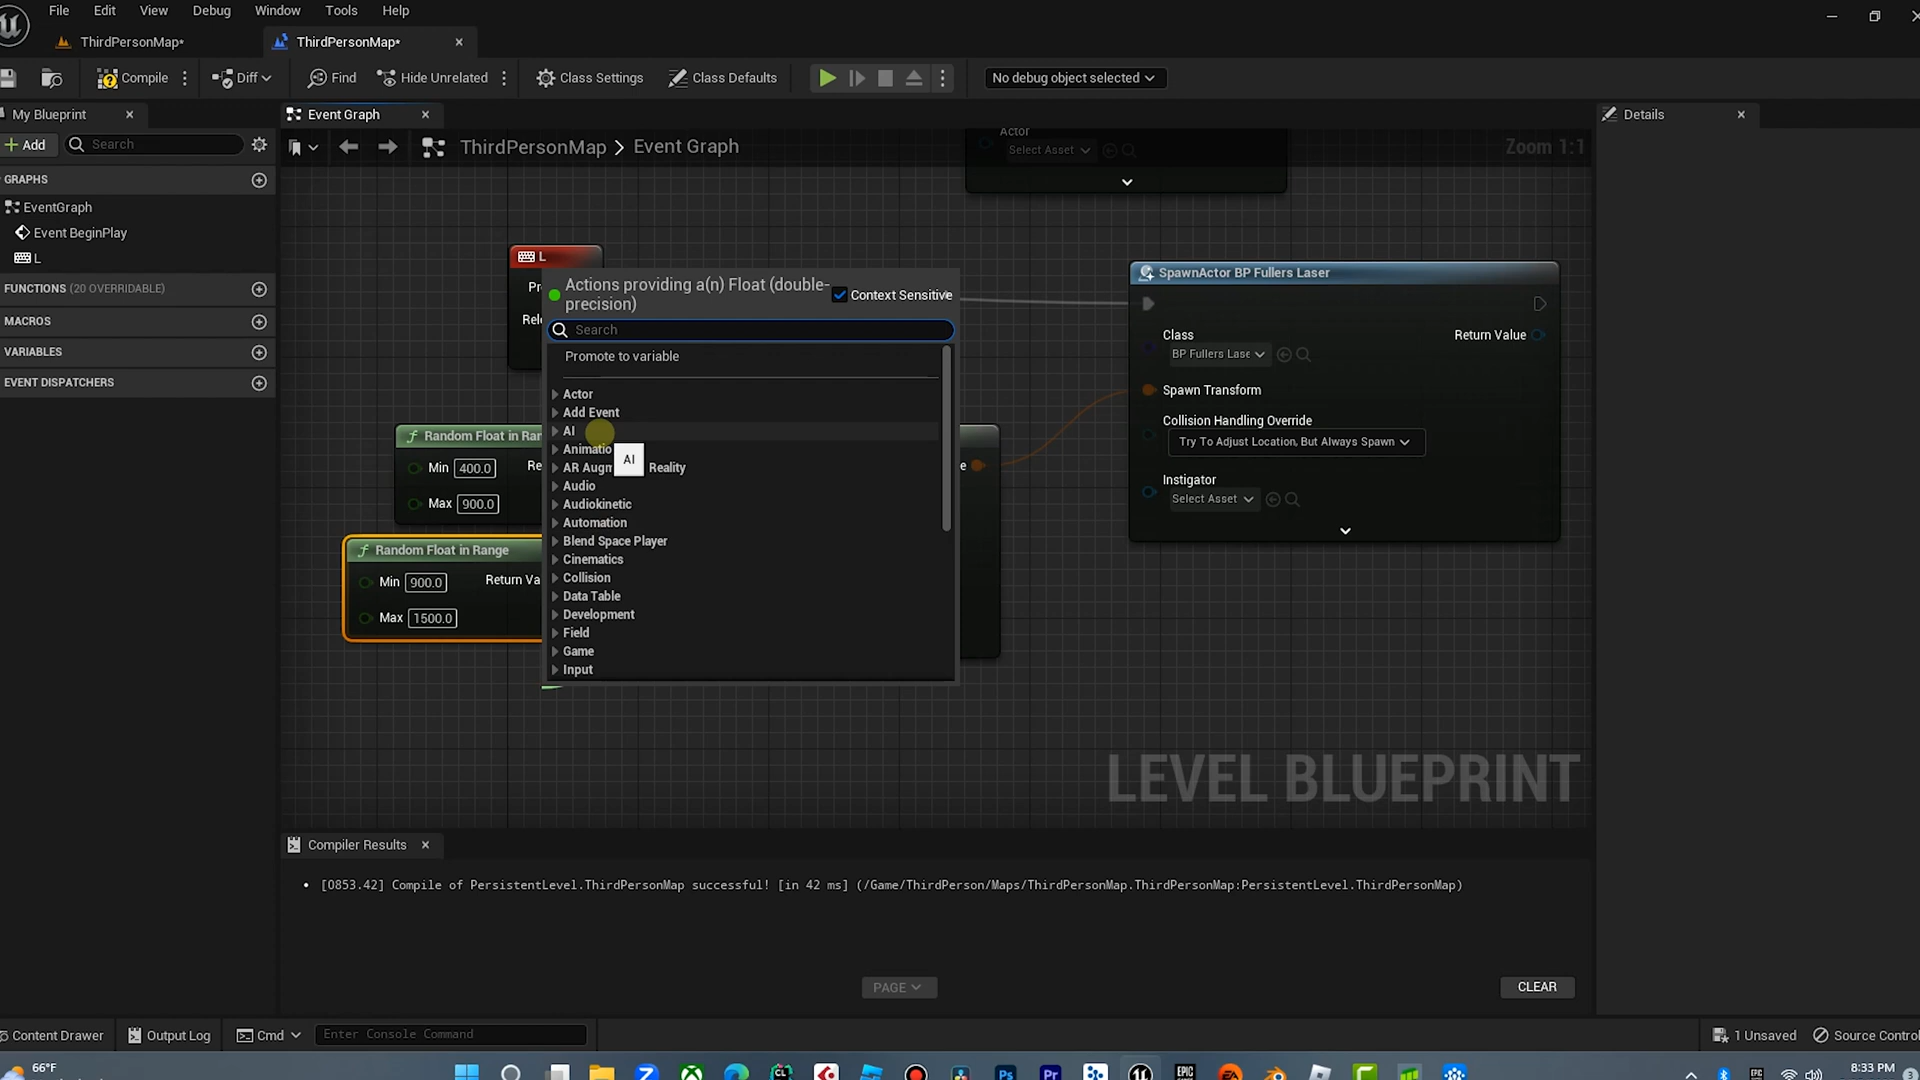 File Edit View Debug Window Tools Help
ThirdPersonMap*
ThirdPersonMap*
Compile
Diff
Find
Hide Unrelated
Class Settings
Class Defaults
No debug object selected
My Blueprint
Event Graph
Details
Add
Search
ThirdPersonMap > Event Graph
Zoom 1:1
Actor
Select Asset
GRAPHS
EventGraph
Event BeginPlay
L
FUNCTIONS (20 OVERRIDABLE)
MACROS
VARIABLES
EVENT DISPATCHERS
L
Pr
Rele
Actions providing a(n) Float (double-
precision)
Context Sensitive
Search
Promote to variable
Actor
Add Event
AI
Animatio
AI
AR Augm
Reality
Audio
Audiokinetic
Automation
Blend Space Player
Cinematics
Collision
Data Table
Development
Field
Game
Input
Random Float in Ran
Min 400.0
Re
Max 900.0
Random Float in Range
Min 900.0
Return Va
Max 1500.0
e
SpawnActor BP Fullers Laser
Class
BP Fullers Lase
Return Value
Spawn Transform
Collision Handling Override
Try To Adjust Location, But Always Spawn
Instigator
Select Asset
LEVEL BLUEPRINT
Compiler Results
• [0853.42] Compile of PersistentLevel.ThirdPersonMap successful! [in 42 ms] (/Game/ThirdPerson/Maps/ThirdPersonMap.ThirdPersonMap:PersistentLevel.ThirdPersonMap)
PAGE
CLEAR
Content Drawer
Output Log
Cmd
Enter Console Command
1 Unsaved
Source Control
66°F
8:33 PM